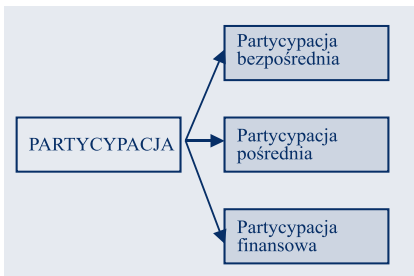 Partycypacja
bezpośrednia
PARTYCYPACJA
Partycypacja
pośrednia
Partycypacja
finansowa